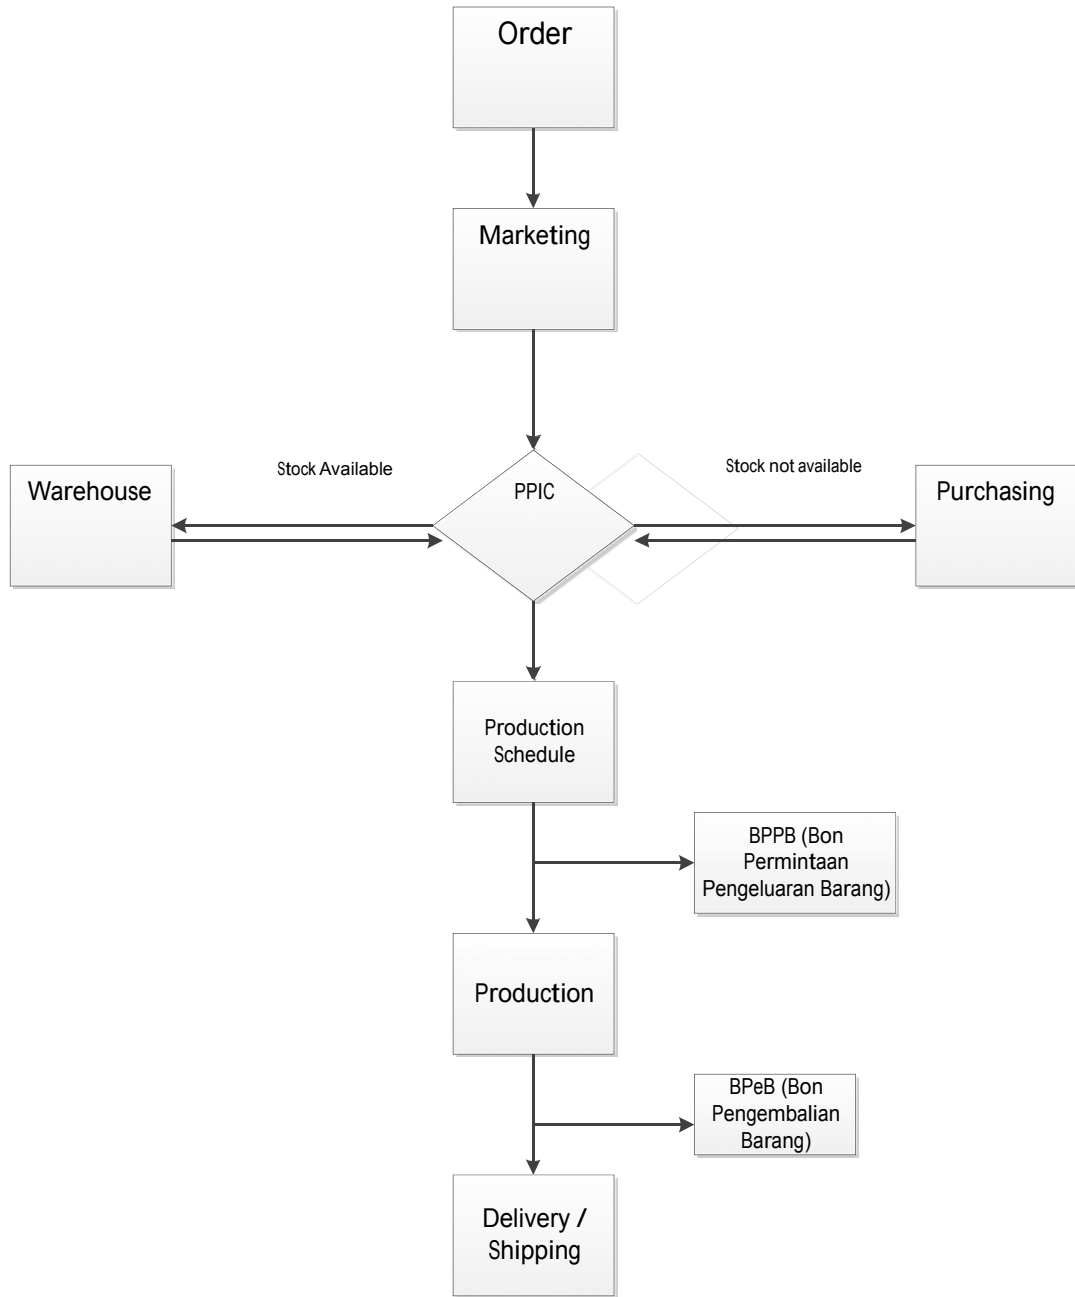 Order
Marketing
Stock Available
Stock not available
Warehouse
PPIC
Purchasing
Production
Schedule
BPPB (Bon
Permintaan
Pengeluaran Barang)
Production
BPeB (Bon
Pengembalian
Barang)
Delivery /
Shipping